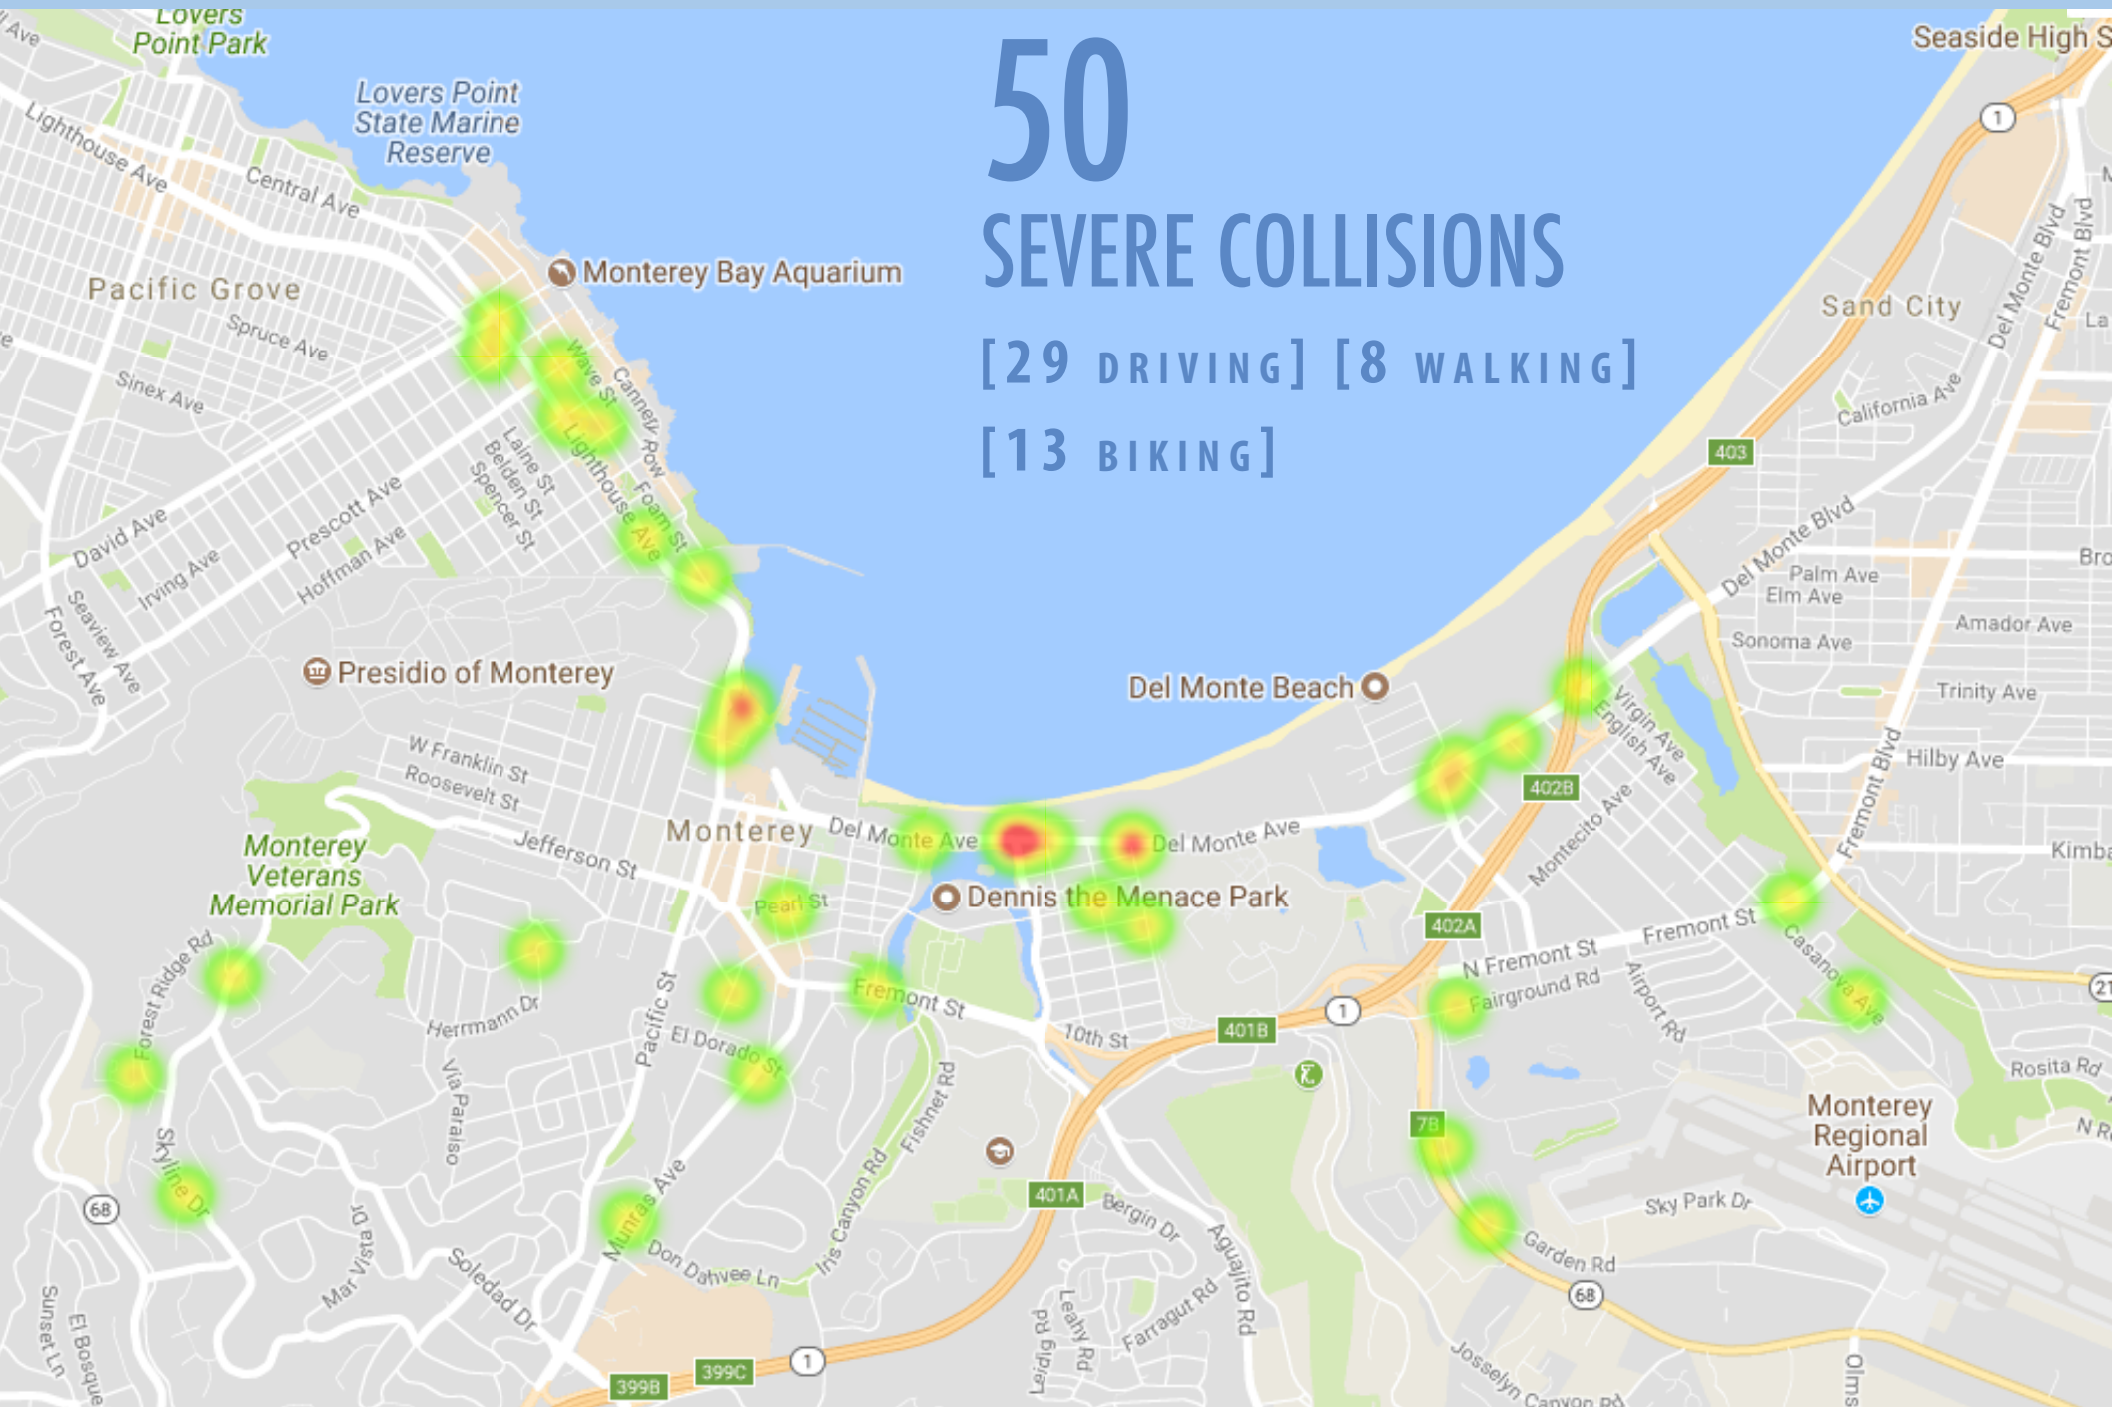 50
SEVERE COLLISIONS
[29 DRIVING] [8 WALKING]
[13 BIKING]
Lovers
Point Park
Ave
Lovers Point
State Marine
Reserve
Lighthouse Ave
Central Ave
Monterey Bay Aquarium
Pacific Grove
Spruce Ave
Sinex Ave
Wave St
Cannery Row
Laine St
Belden St
Spencer St
Lighthouse Ave
Foam St
David Ave
Prescott Ave
Irving Ave
Hoffman Ave
Seaview Ave
Forest Ave
Presidio of Monterey
W Franklin St
Roosevelt St
Jefferson St
Monterey
Veterans
Memorial Park
Monterey
Del Monte Ave
Del Monte Ave
Pearl St
Dennis the Menace Park
Forest Ridge Rd
Herrmann Dr
Via Paraiso
Pacific St
El Dorado St
Fremont St
10th St
Fishnet Rd
Iris Canyon Rd
Skyline Dr
68
Mar Vista Dr
Soledad Dr
Munras Ave
Don Dahvee Ln
Sunset Ln
El Bosque
399B
399C
1
401A
401B
1
Bergin Dr
Aguajito Rd
Farragut Rd
Leahy Rd
Leidig Rd
Del Monte Beach
402B
402A
403
1
Seaside High S
Sand City
Del Monte Blvd
Fremont Blvd
La
California Ave
Del Monte Blvd
Bro
Palm Ave
Elm Ave
Amador Ave
Sonoma Ave
Trinity Ave
Virgin Ave
English Ave
Hilby Ave
Fremont Blvd
Montecito Ave
Kimba
Fremont St
N Fremont St
Fairground Rd
Airport Rd
Casanova Ave
21
Rosita Rd
N R
Monterey
Regional
Airport
7B
Sky Park Dr
Garden Rd
68
Josselyn Canyon Rd
Olms